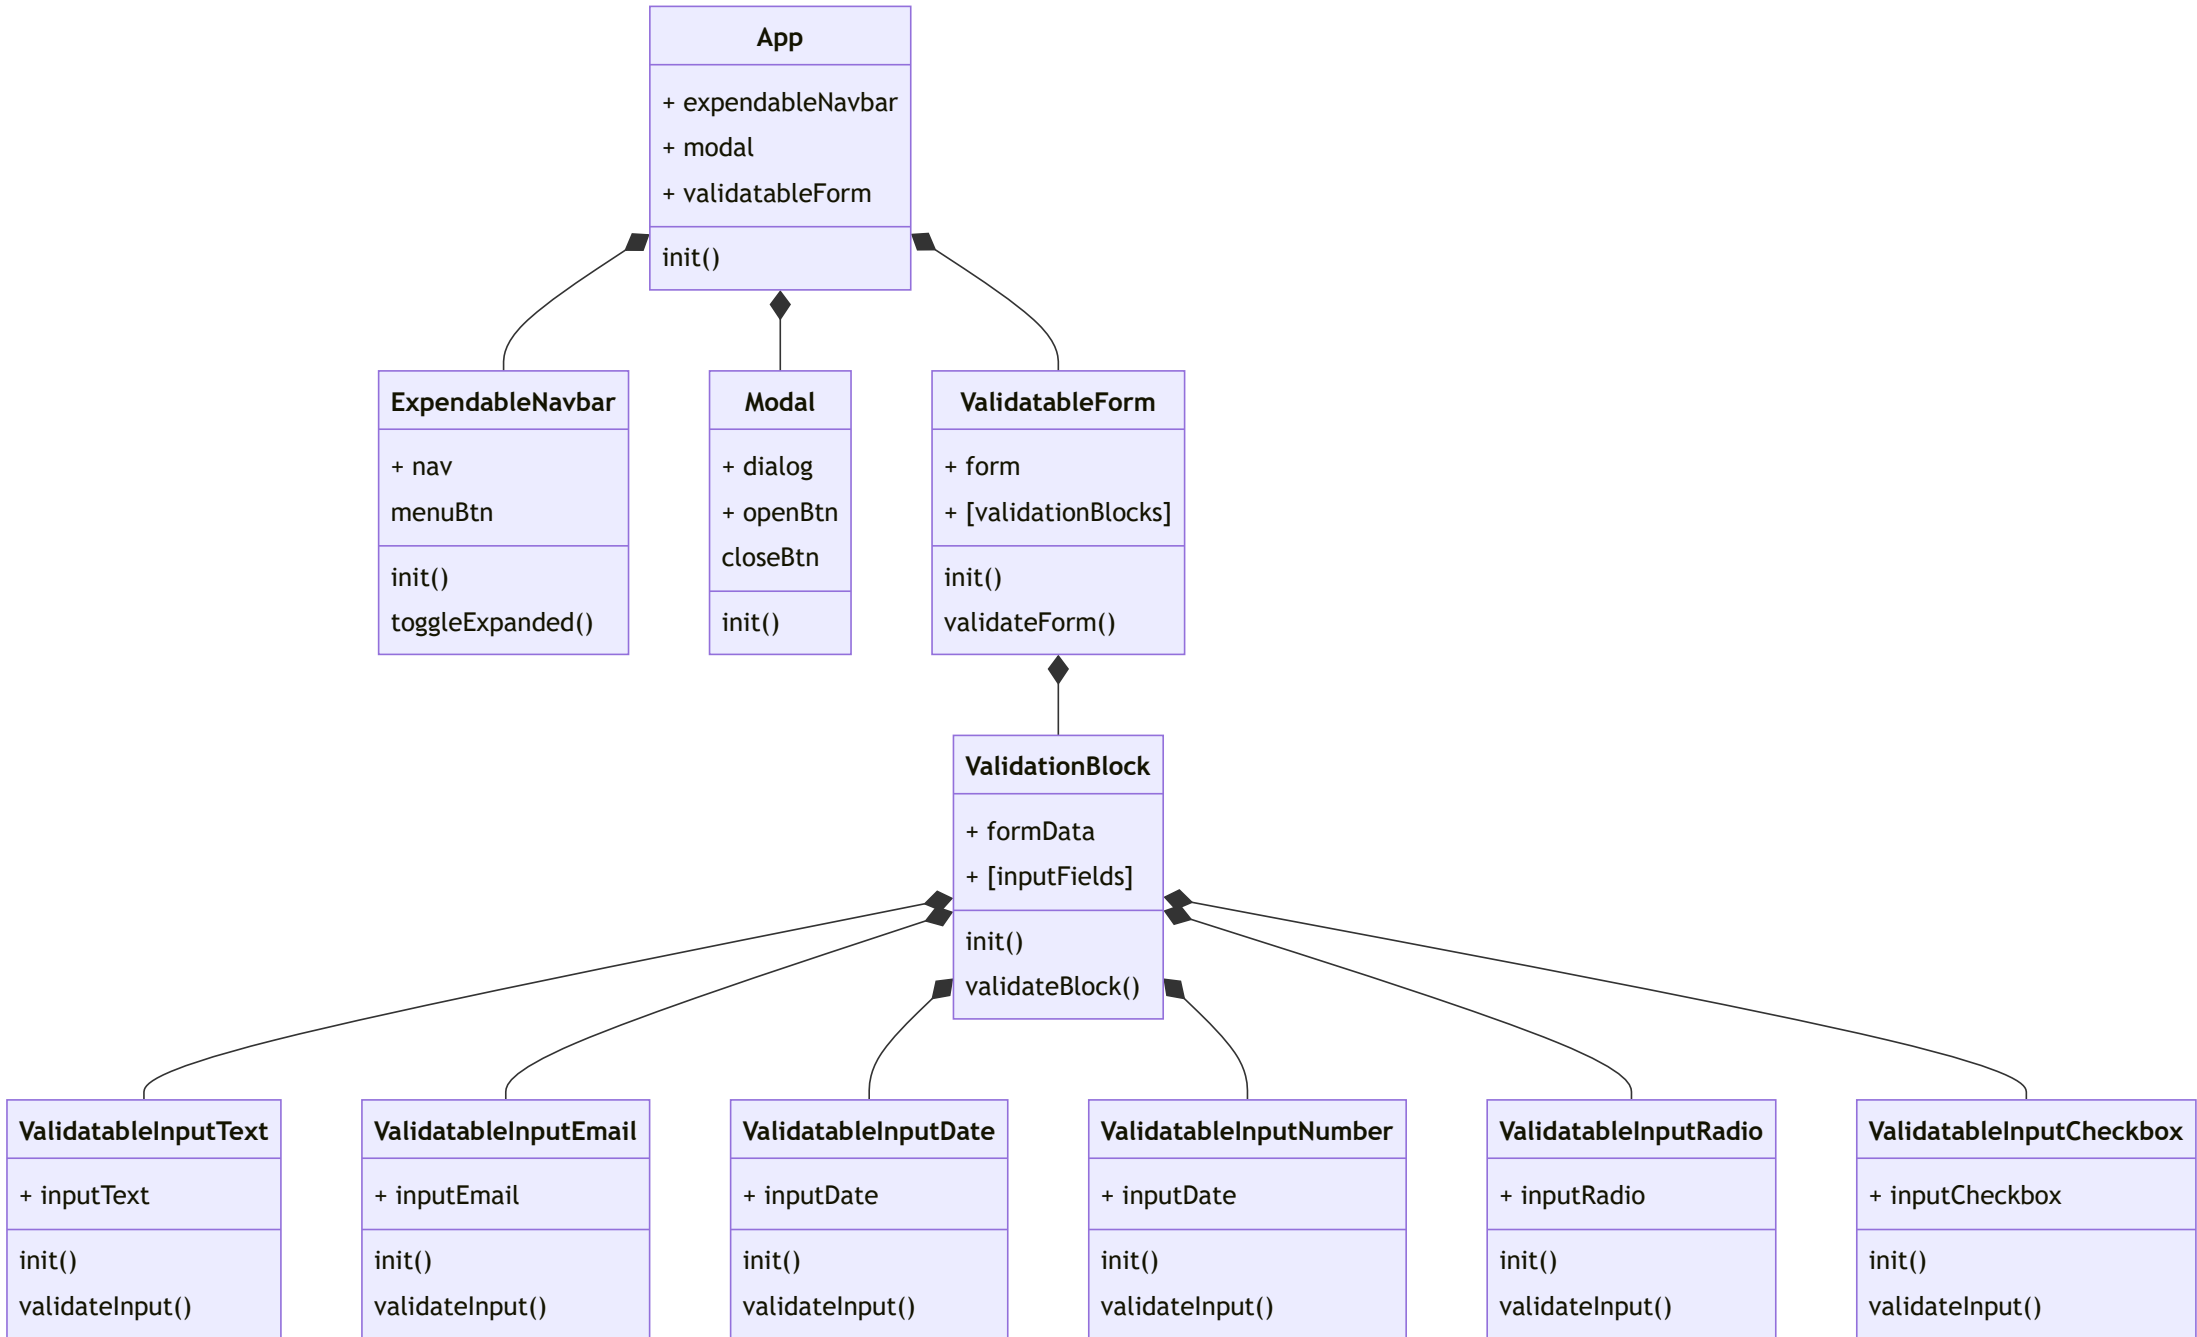 App
+ expendableNavbar
+ modal
+ validatableForm
init()
ExpendableNavbar
+ nav
menuBtn
init()
toggleExpanded()
Modal
+ dialog
+ openBtn
closeBtn
init()
ValidatableForm
+ form
+ [validationBlocks]
init()
validateForm()
ValidationBlock
+ formData
+ [inputFields]
init()
validateBlock()
ValidatableInputText
+ inputText
init()
validateInput()
ValidatableInputEmail
+ inputEmail
init()
validateInput()
ValidatableInputDate
+ inputDate
init()
validateInput()
ValidatableInputNumber
+ inputDate
init()
validateInput()
ValidatableInputRadio
+ inputRadio
init()
validateInput()
ValidatableInputCheckbox
+ inputCheckbox
init()
validateInput()